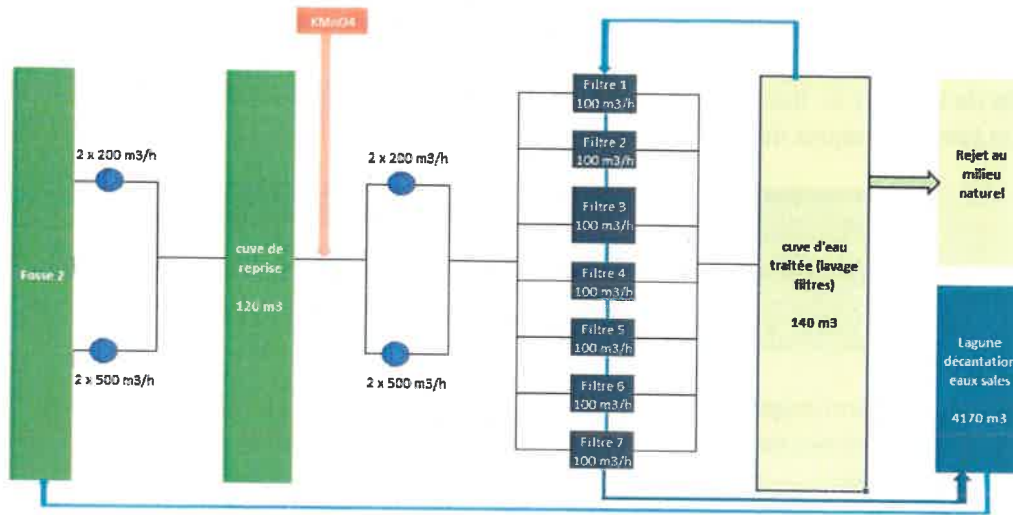 KMnO4
2 x 200 m3/h
2 x 500 m3/h
Fosse 2
cuve de
reprise
120 m3
2 x 200 m3/h
2 x 500 m3/h
Filtre 1
100 m3/h
Filtre 2
100 m3/h
Filtre 3
100 m3/h
Filtre 4
100 m3/h
Filtre 5
100 m3/h
Filtre 6
100 m3/h
Filtre 7
100 m3/h
cuve d'eau
traitée (lavage
filtres)
140 m3
Rejet au
milieu
naturel
Lagune
décantation
eaux sales
4170 m3